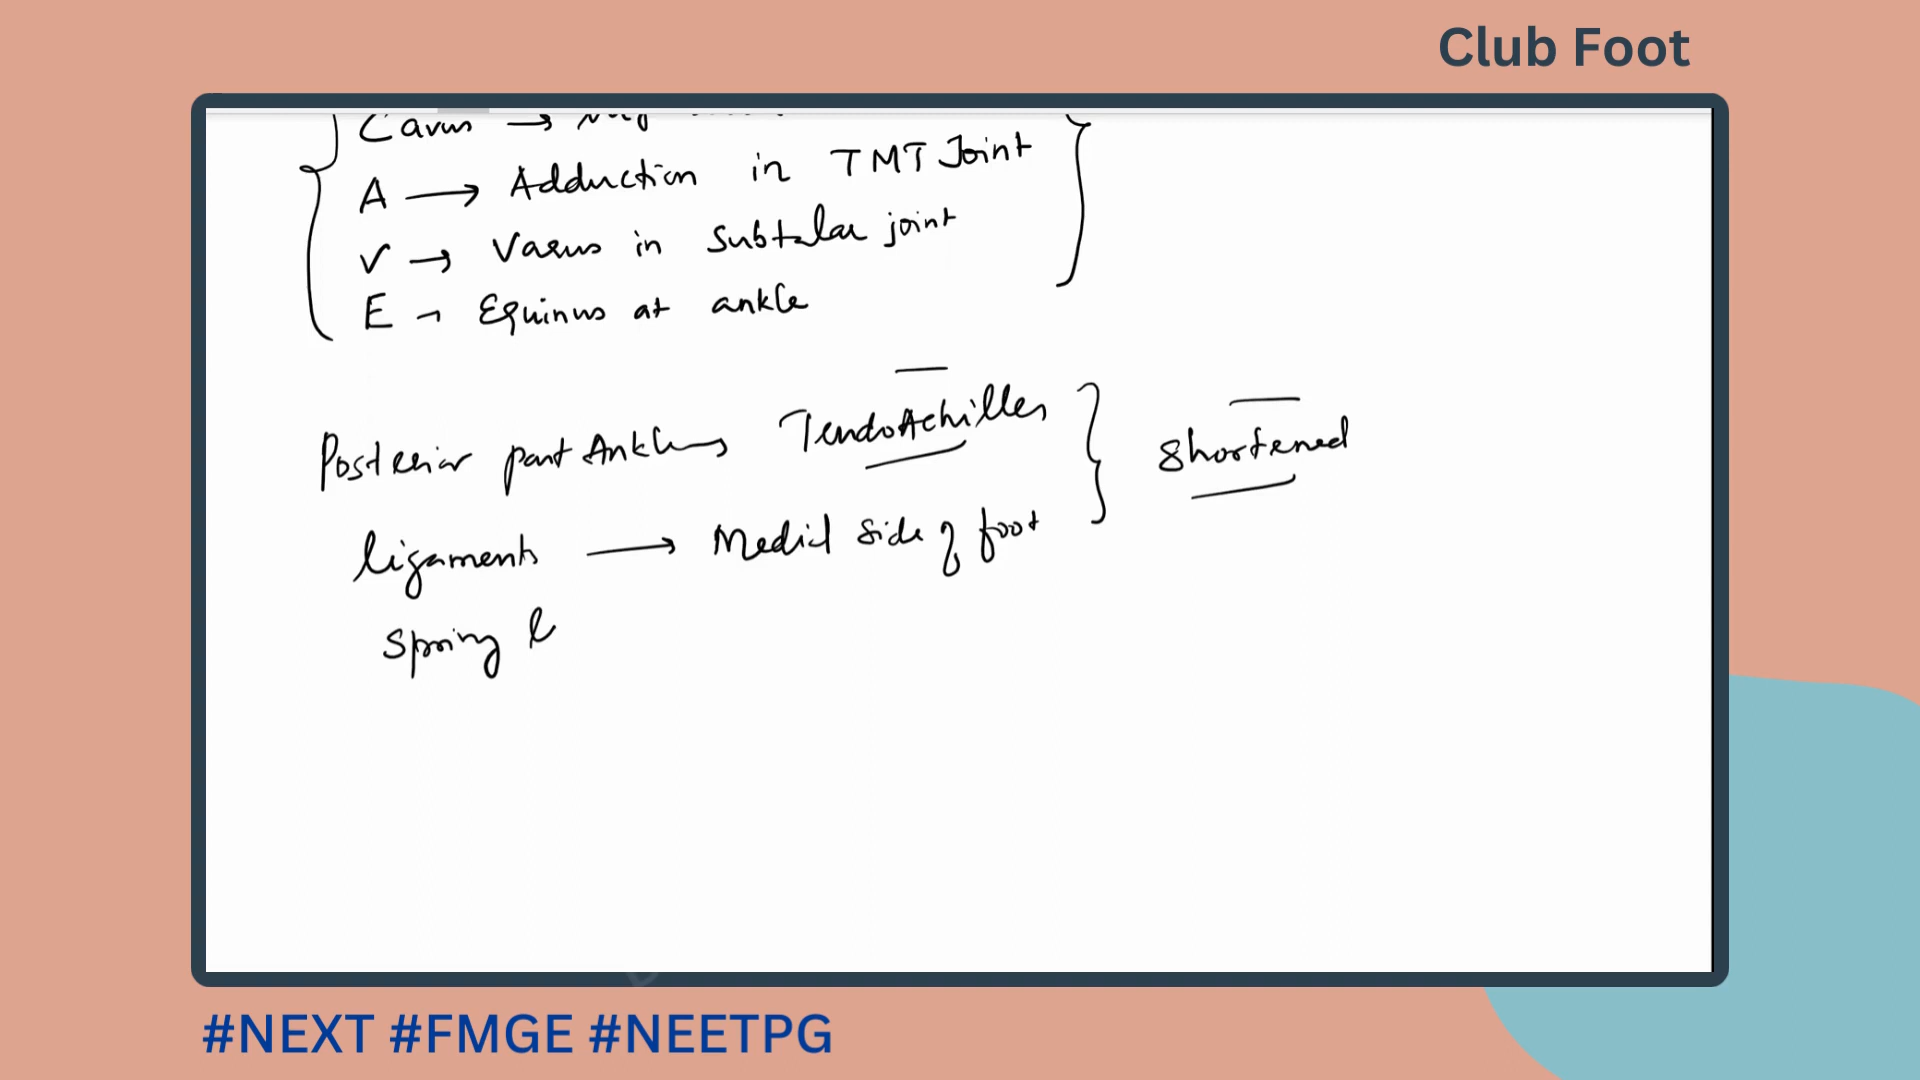 Club Foot
Cavus →
A → Adduction in TMT Joint
V → Varus in Subtalar joint
E → Equinus at ankle
Posterior part Ankle → TendoAchilles
Shortened
ligaments → Medial side of foot
Spring l
#NEXT #FMGE #NEETPG